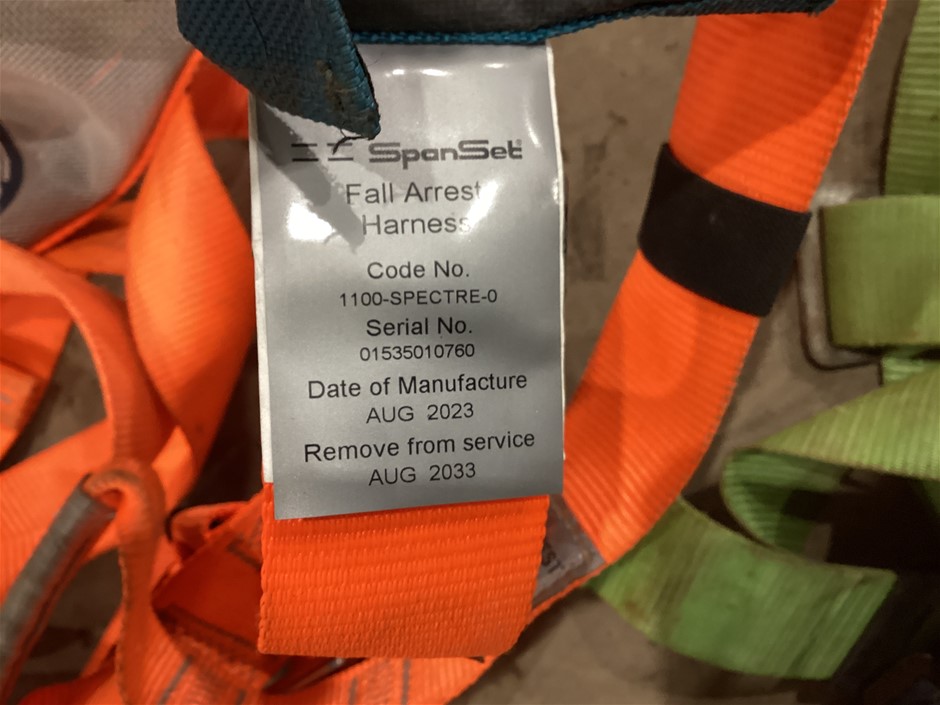 SpanSet
Fall Arrest
Harness
Code No.
1100-SPECTRE-0
Serial No.
01535010760
Date of Manufacture
AUG 2023
Remove from service
AUG 2033